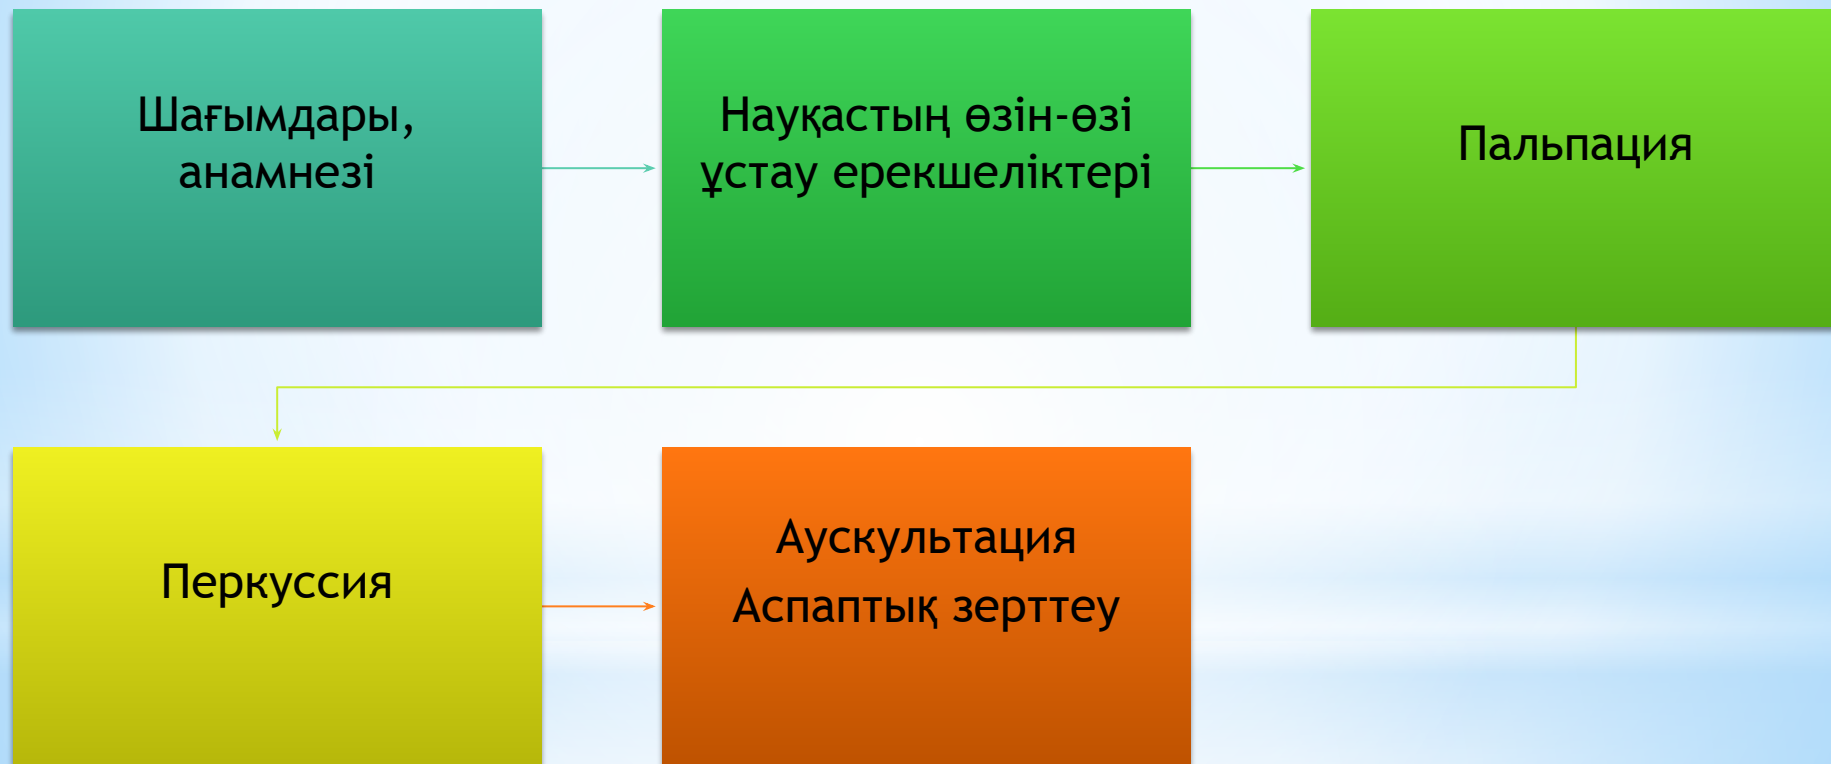 Шағымдары,
анамнезі
Науқастың өзін-өзі
ұстау ерекшеліктері
Пальпация
Перкуссия
Аускультация
Аспаптық зерттеу